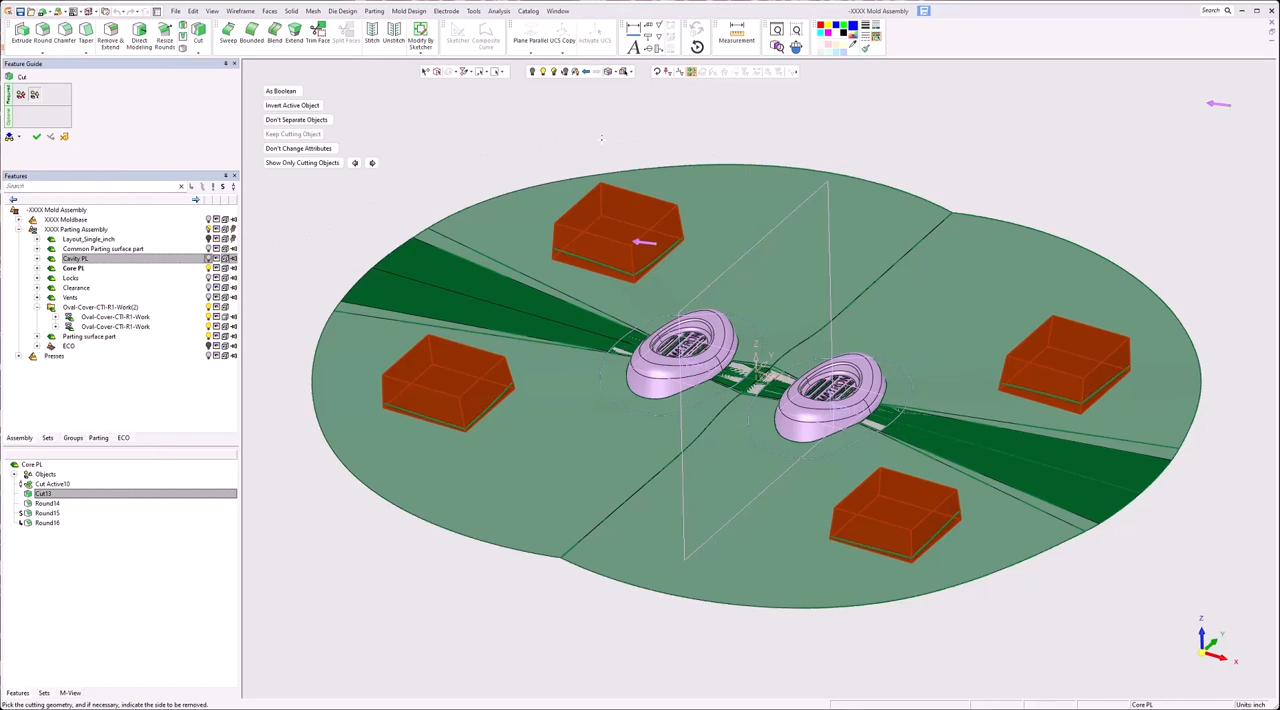 File Edit View Wireframe Faces Solid Mesh Die Design Parting Mold Design Electrode Tools Analysis Catalog Window
-XXXX Mold Assembly
Search
Extrude Round Chamfer Taper Remove & Extend Direct Modeling Resize Rounds Cut Sweep Bounded Blend Extend Trim Face Split Faces Stitch Unstitch Modify By Sketcher Sketcher Composite Curve Plane Parallel UCS Copy Activate UCS Measurement
Feature Guide
Cut
Required
Optional
As Boolean
Invert Active Object
Don't Separate Objects
Keep Cutting Object
Don't Change Attributes
Show Only Cutting Objects
Features
Search
-XXXX Mold Assembly
XXXX Moldbase
XXXX Parting Assembly
Layout_Single_inch
Common Parting surface part
Cavity PL
Core PL
Locks
Clearance
Vents
Oval-Cover-CTI-R1-Work(2)
Oval-Cover-CTI-R1-Work
Oval-Cover-CTI-R1-Work
Parting surface part
ECO
Presses
Assembly Sets Groups Parting ECO
Core PL
Objects
Cut Active10
Cut13
Round14
Round15
Round16
Z
Y
Z
Y
X
Features Sets M-View
Pick the cutting geometry, and if necessary, indicate the side to be removed.
Core PL
Units: inch